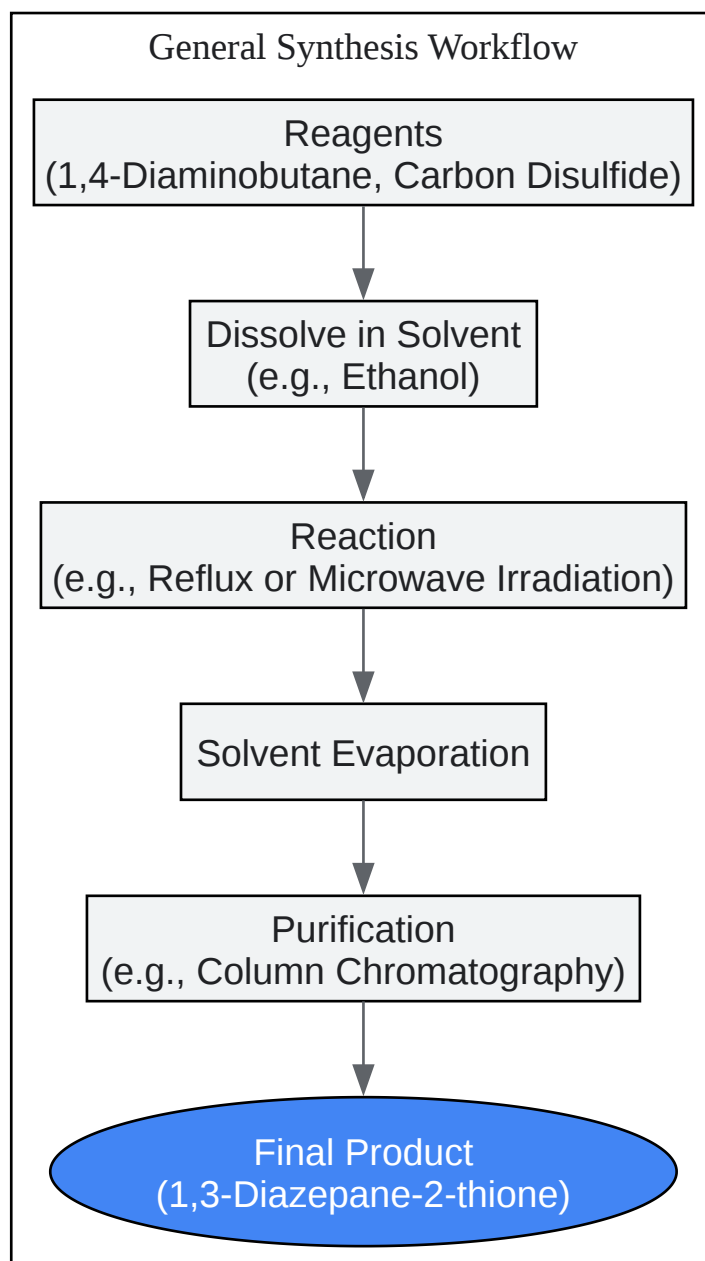 General Synthesis Workflow
Reagents
(1,4-Diaminobutane, Carbon Disulfide)
Dissolve in Solvent
(e.g., Ethanol)
Reaction
(e.g., Reflux or Microwave Irradiation)
Solvent Evaporation
Purification
(e.g., Column Chromatography)
Final Product
(1,3-Diazepane-2-thione)